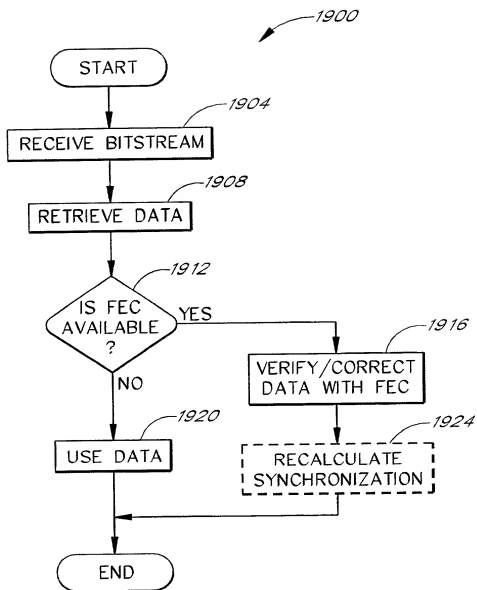 1900
START
1904
RECEIVE BITSTREAM
1908
RETRIEVE DATA
1912
IS FEC
AVAILABLE
?
YES
NO
1916
VERIFY/CORRECT
DATA WITH FEC
1920
USE DATA
1924
RECALCULATE
SYNCHRONIZATION
END